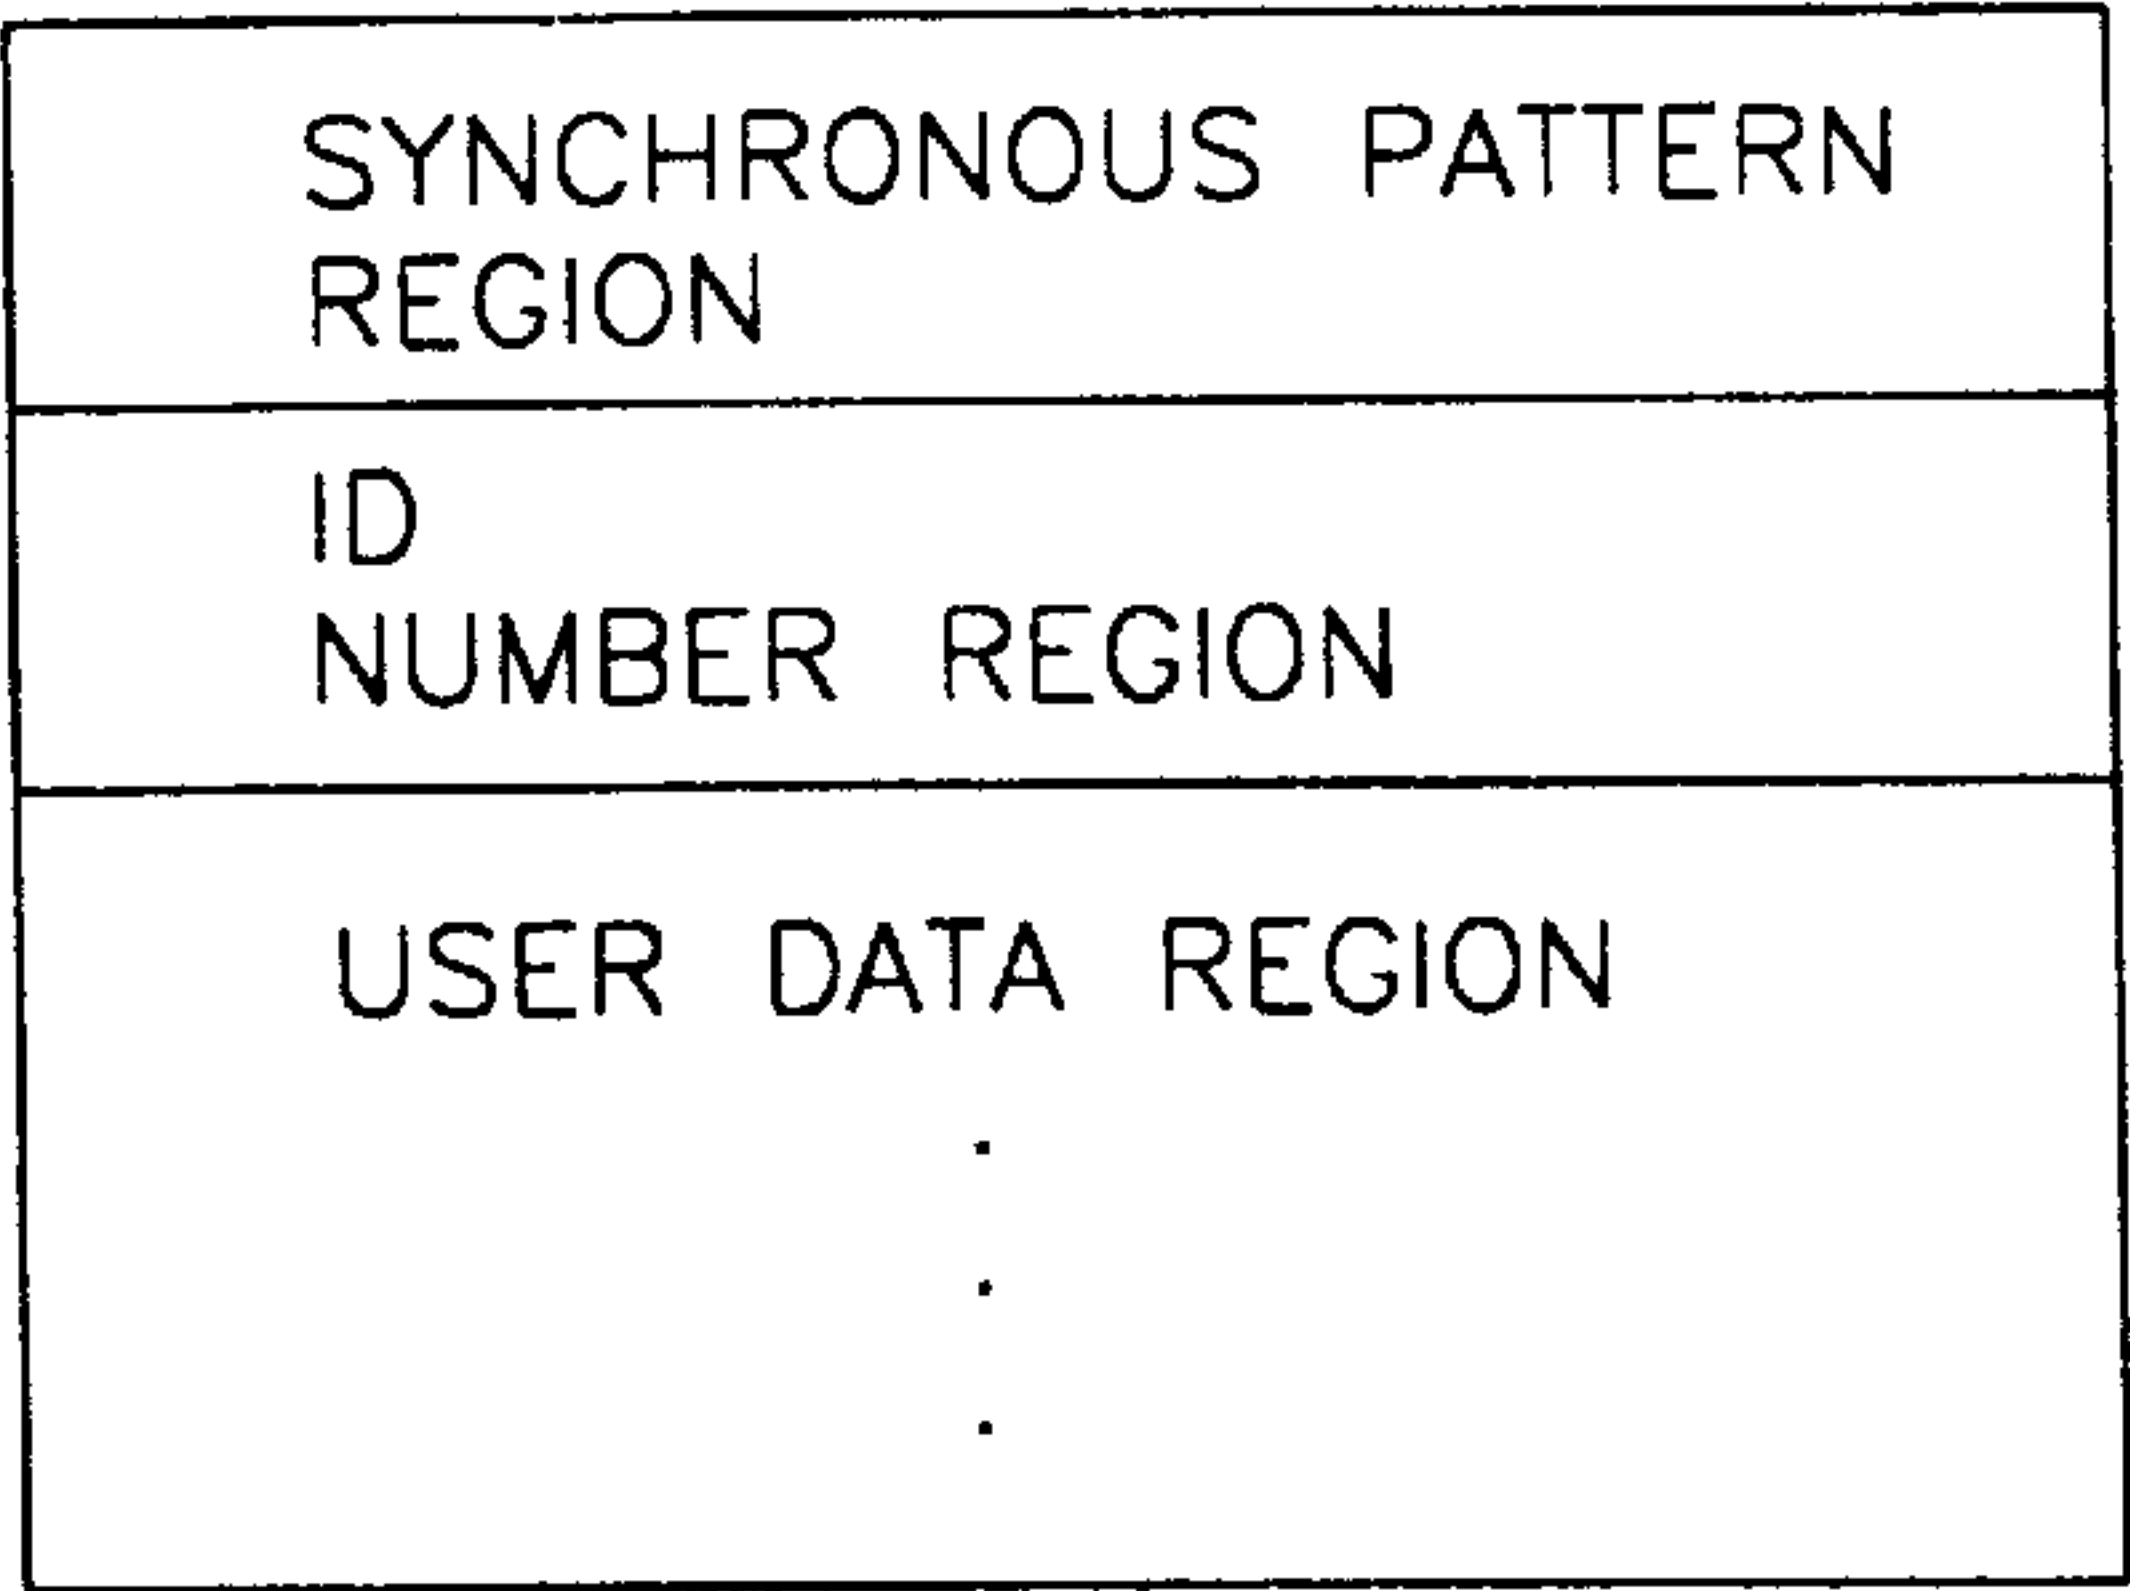 SYNCHRONOUS PATTERN
REGION
ID
NUMBER REGION
USER DATA REGION